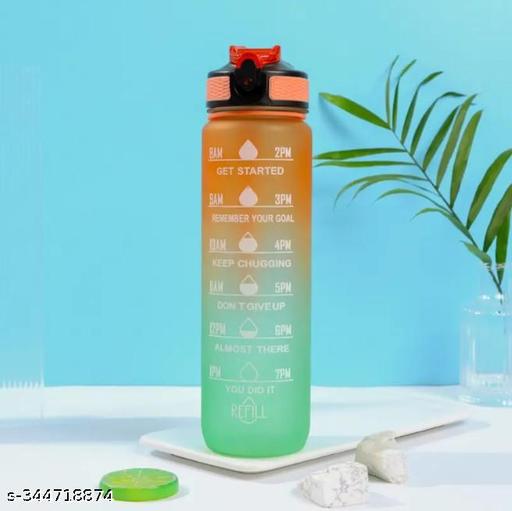 8AM 2PM
GET STARTED
9AM 3PM
REMEMBER YOUR GOAL
10AM 4PM
KEEP CHUGGING
11AM 5PM
DON'T GIVE UP
12PM 6PM
ALMOST THERE
1PM 7PM
YOU DID IT
REFILL
s-344718874